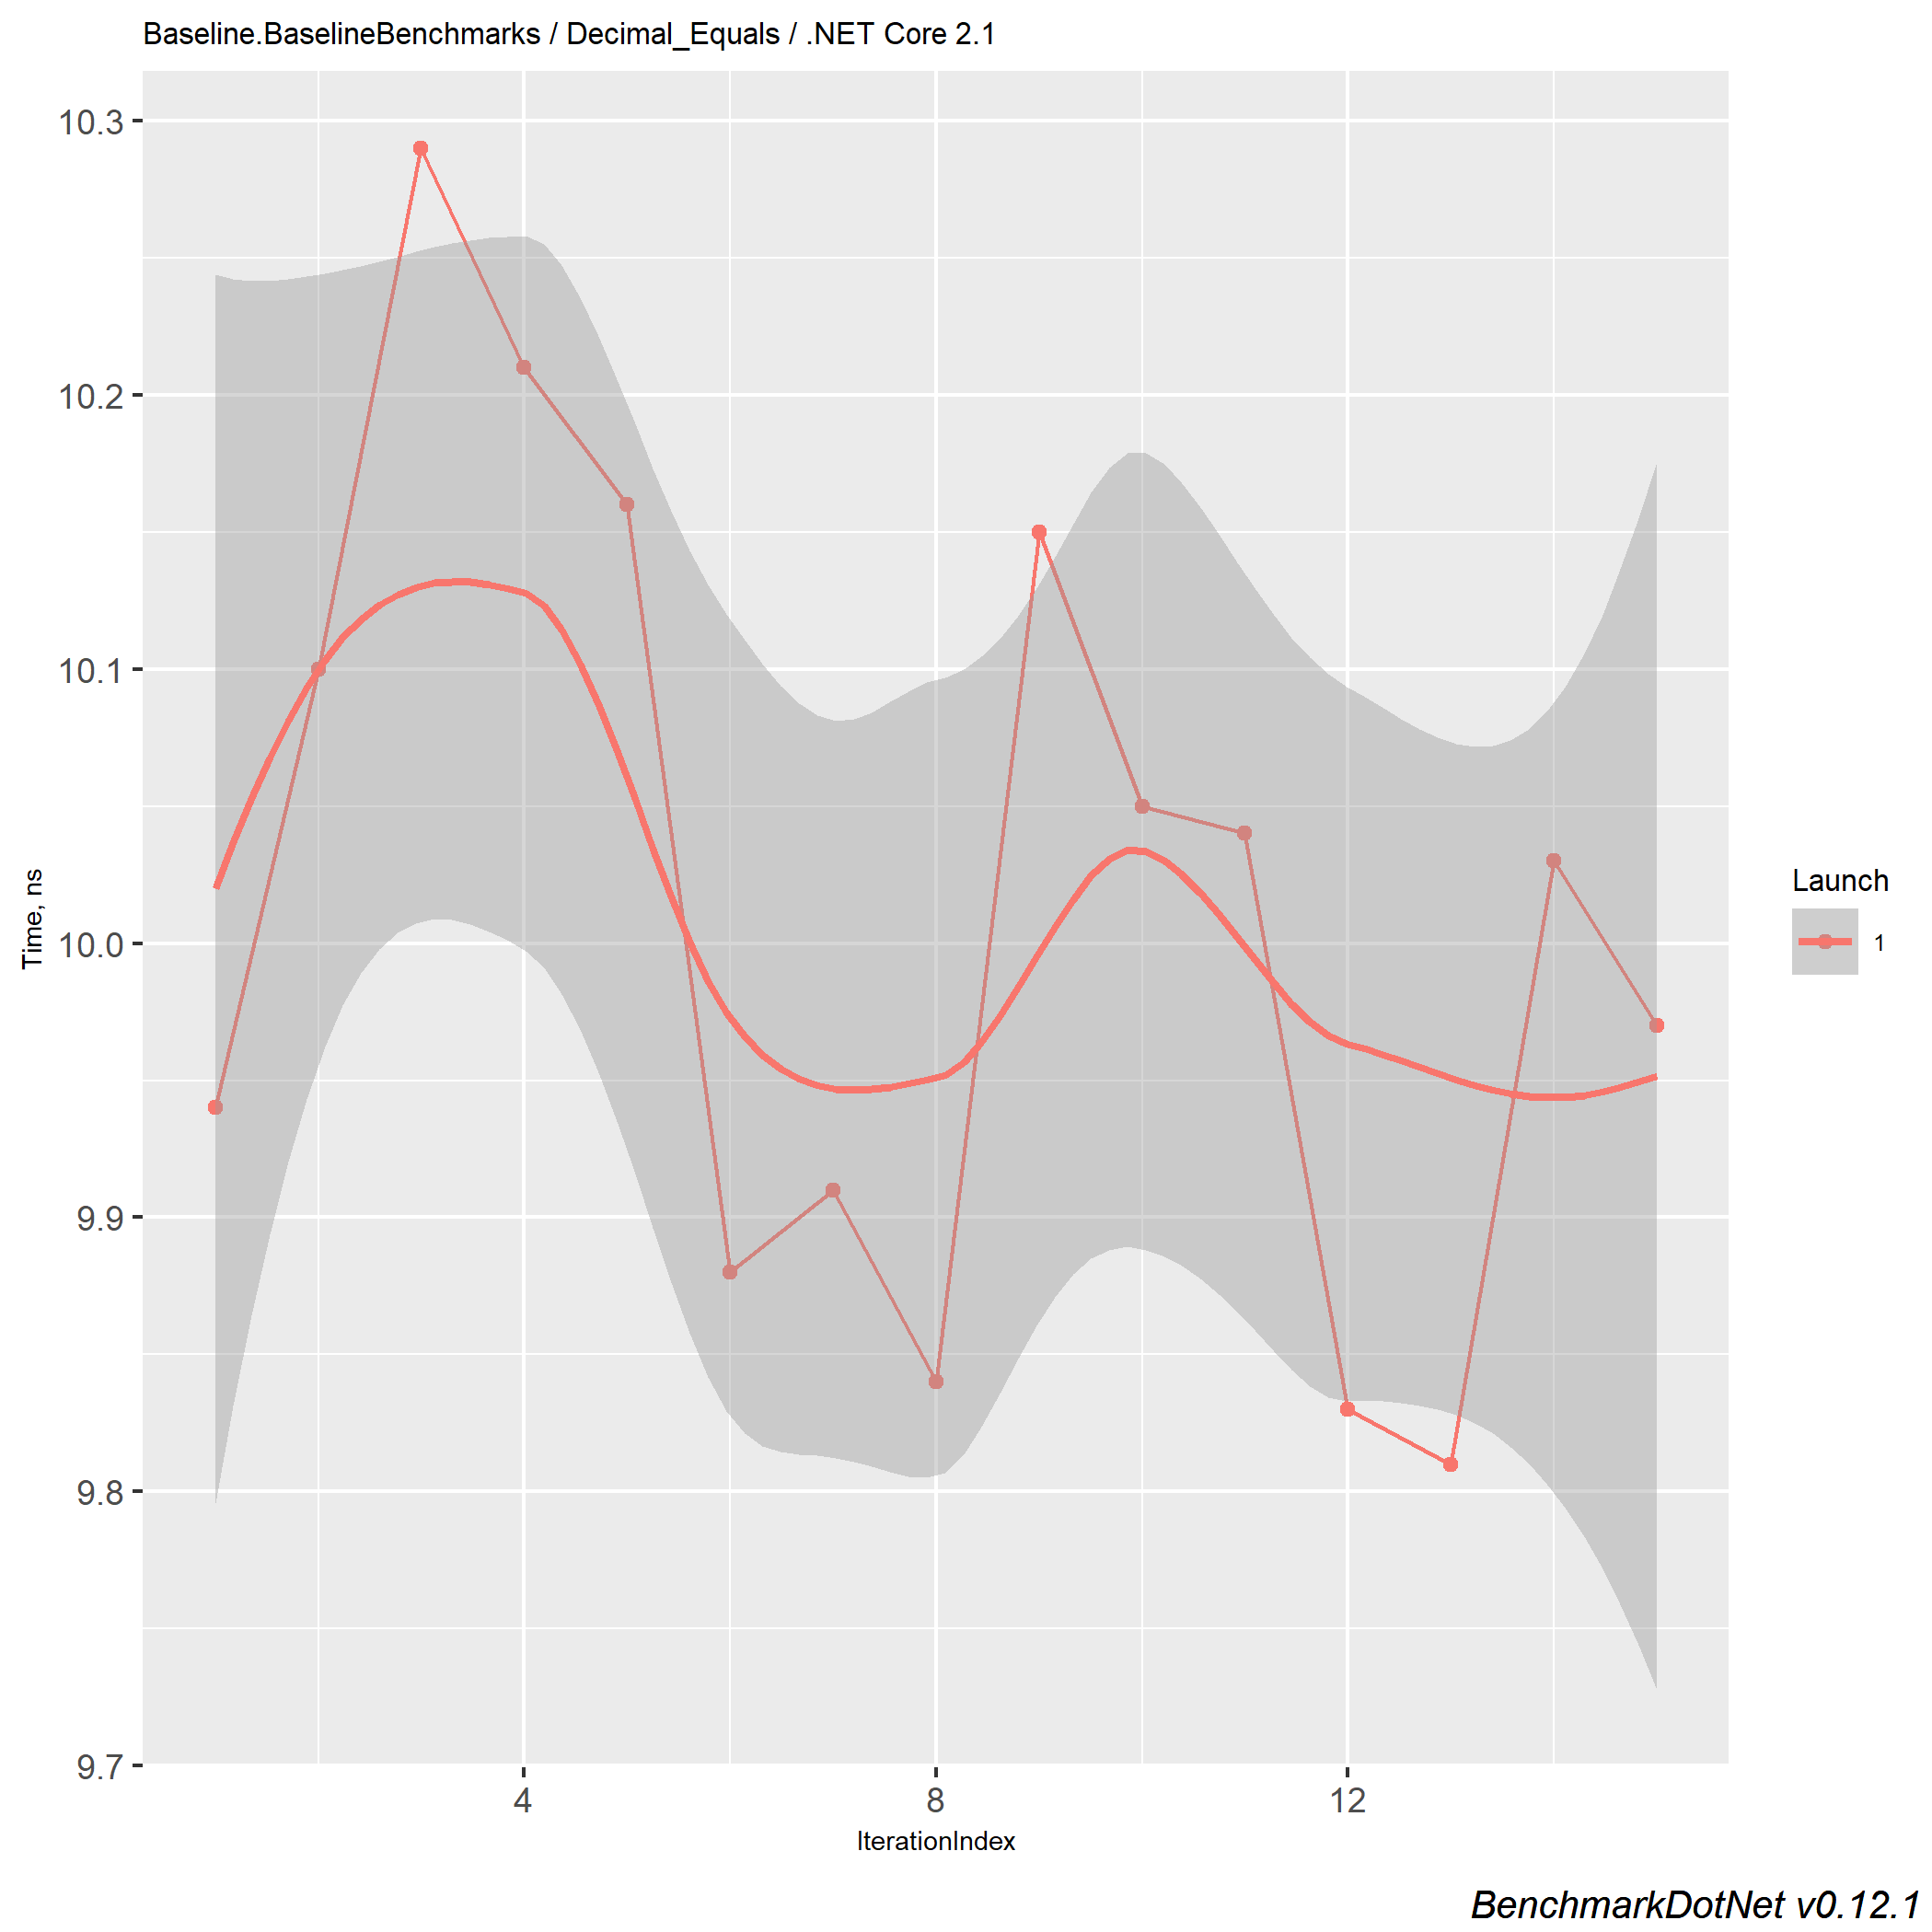 Baseline.BaselineBenchmarks / Decimal_Equals / .NET Core 2.1
10.3
10.2
10.1
10.0
9.9
9.8
9.7
Time, ns
4 8 12
IterationIndex
Launch
1
BenchmarkDotNet v0.12.1